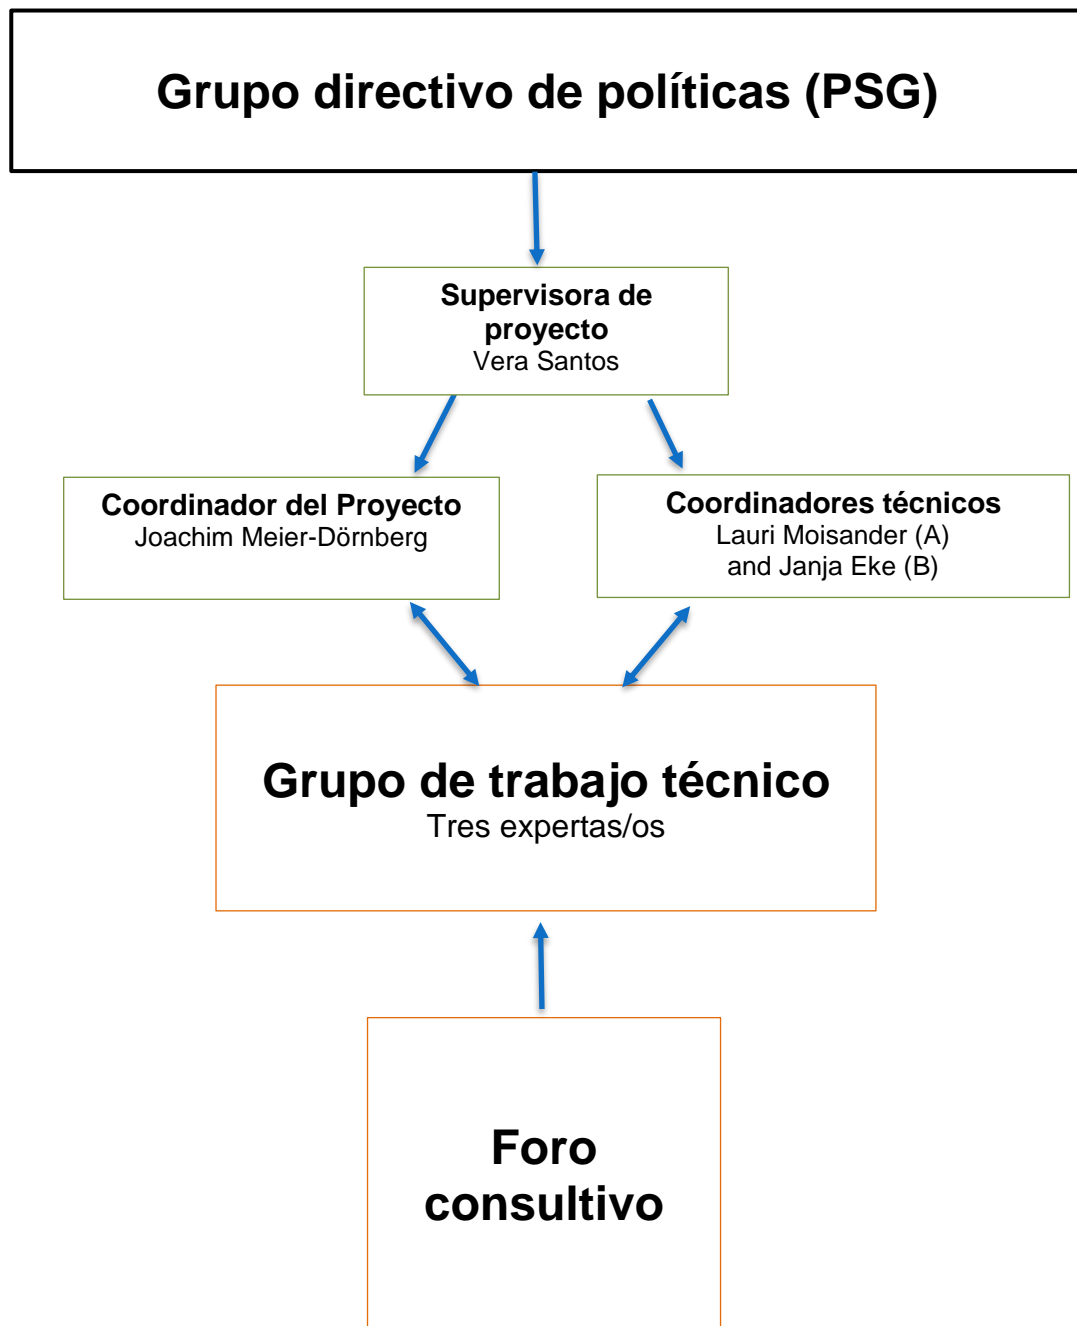 Grupo directivo de políticas (PSG)
Supervisora de
proyecto
Vera Santos
Coordinador del Proyecto
Joachim Meier-Dörnberg
Coordinadores técnicos
Lauri Moisander (A)
and Janja Eke (B)
Grupo de trabajo técnico
Tres expertas/os
Foro
consultivo